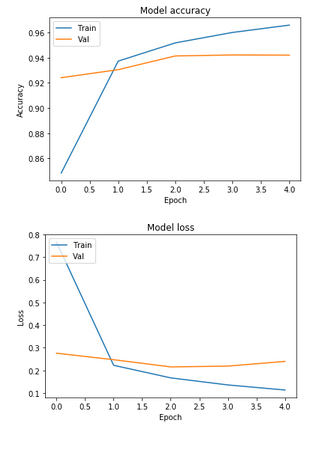 Model accuracy
Train
Val
0.96
0.94
0.92
0.90
0.88
0.86
Accuracy
0.0 0.5 1.0 1.5 2.0 2.5 3.0 3.5 4.0
Epoch
Model loss
Train
Val
0.8
0.7
0.6
0.5
0.4
0.3
0.2
0.1
Loss
0.0 0.5 1.0 1.5 2.0 2.5 3.0 3.5 4.0
Epoch